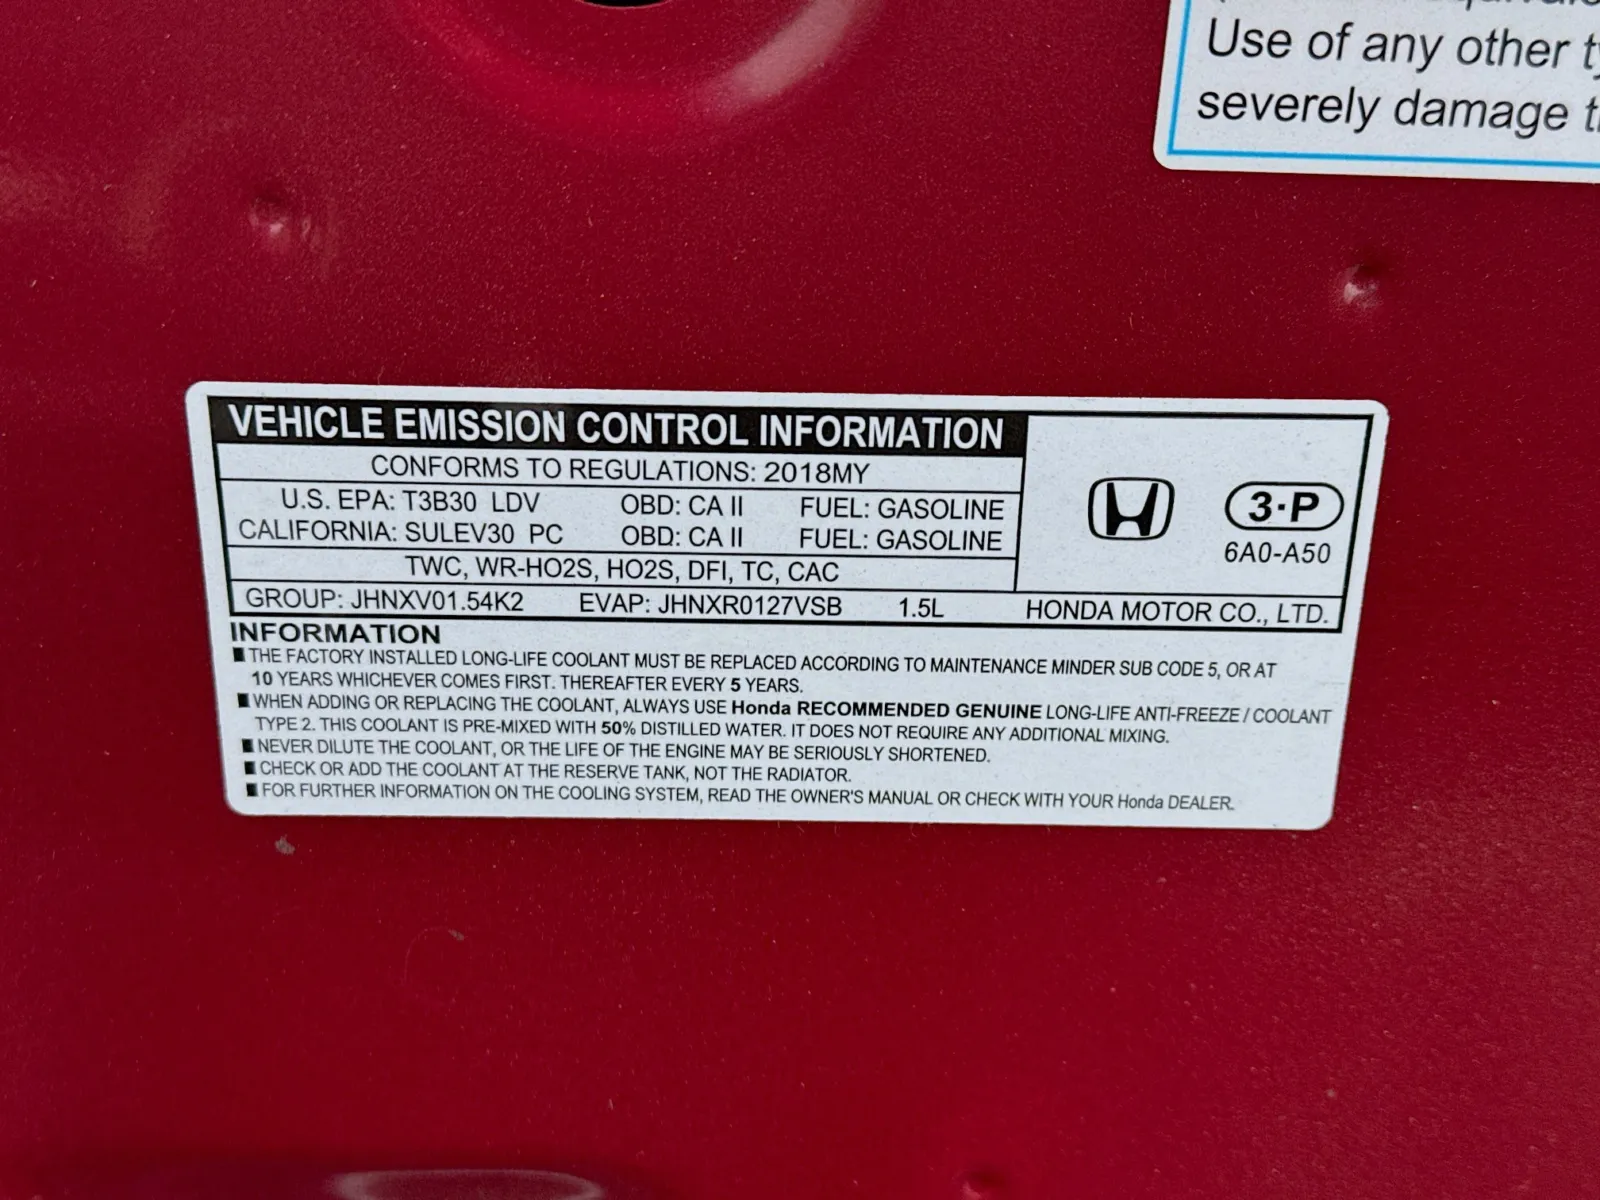 Use of any other
severely damage
VEHICLE EMISSION CONTROL INFORMATION
CONFORMS TO REGULATIONS: 2018MY
U.S. EPA: T3B30 LDV OBD: CA II FUEL: GASOLINE
CALIFORNIA: SULEV30 PC OBD: CA II FUEL: GASOLINE
3·P
6A0-A50
TWC, WR-HO2S, HO2S, DFI, TC, CAC
GROUP: JHNXV01.54K2 EVAP: JHNXR0127VSB 1.5L HONDA MOTOR CO., LTD.
INFORMATION
■ THE FACTORY INSTALLED LONG-LIFE COOLANT MUST BE REPLACED ACCORDING TO MAINTENANCE MINDER SUB CODE 5, OR AT
10 YEARS WHICHEVER COMES FIRST. THEREAFTER EVERY 5 YEARS.
■ WHEN ADDING OR REPLACING THE COOLANT, ALWAYS USE Honda RECOMMENDED GENUINE LONG-LIFE ANTI-FREEZE / COOLANT
TYPE 2. THIS COOLANT IS PRE-MIXED WITH 50% DISTILLED WATER. IT DOES NOT REQUIRE ANY ADDITIONAL MIXING.
■ NEVER DILUTE THE COOLANT, OR THE LIFE OF THE ENGINE MAY BE SERIOUSLY SHORTENED.
■ CHECK OR ADD THE COOLANT AT THE RESERVE TANK, NOT THE RADIATOR.
■ FOR FURTHER INFORMATION ON THE COOLING SYSTEM, READ THE OWNER'S MANUAL OR CHECK WITH YOUR Honda DEALER.